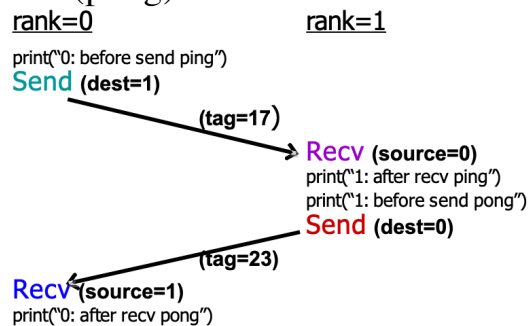 rank=0 rank=1
print(“0: before send ping”)
Send (dest=1)
(tag=17)
Recv (source=0)
print(“1: after recv ping”)
print(“1: before send pong”)
Send (dest=0)
(tag=23)
Recv (source=1)
print(“0: after recv pong”)